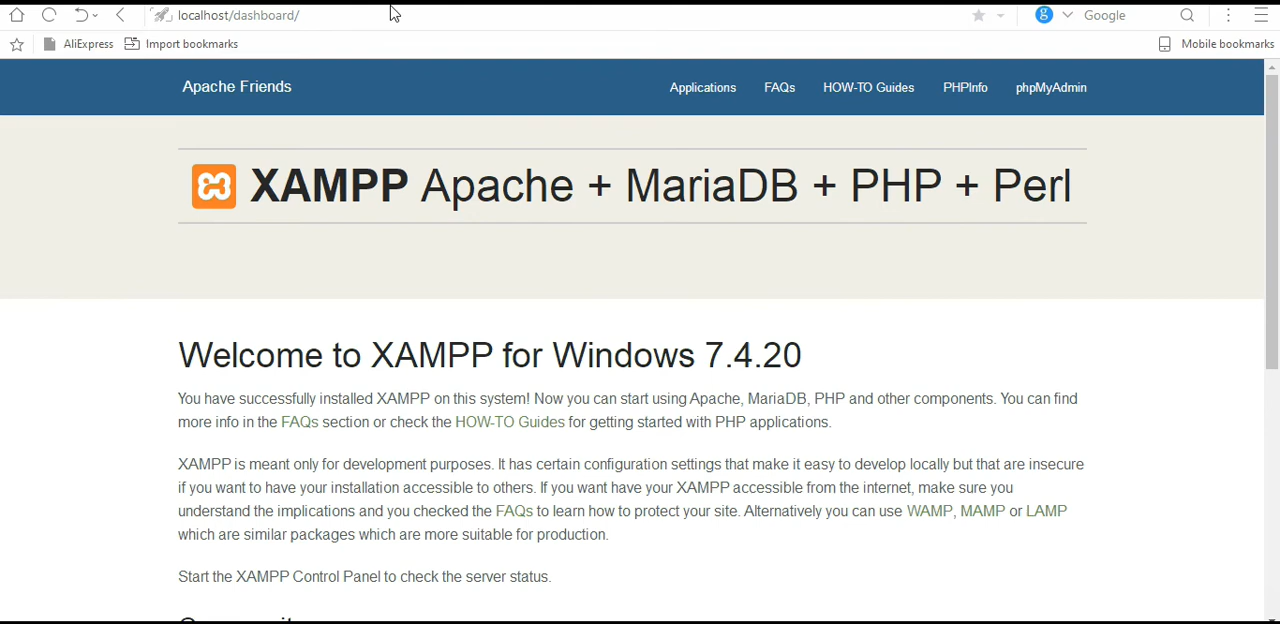 localhost/dashboard/
Google
AliExpress Import bookmarks Mobile bookmarks
Apache Friends Applications FAQs HOW-TO Guides PHPInfo phpMyAdmin
XAMPP Apache + MariaDB + PHP + Perl
Welcome to XAMPP for Windows 7.4.20
You have successfully installed XAMPP on this system! Now you can start using Apache, MariaDB, PHP and other components. You can find
more info in the FAQs section or check the HOW-TO Guides for getting started with PHP applications.
XAMPP is meant only for development purposes. It has certain configuration settings that make it easy to develop locally but that are insecure
if you want to have your installation accessible to others. If you want have your XAMPP accessible from the internet, make sure you
understand the implications and you checked the FAQs to learn how to protect your site. Alternatively you can use WAMP, MAMP or LAMP
which are similar packages which are more suitable for production.
Start the XAMPP Control Panel to check the server status.